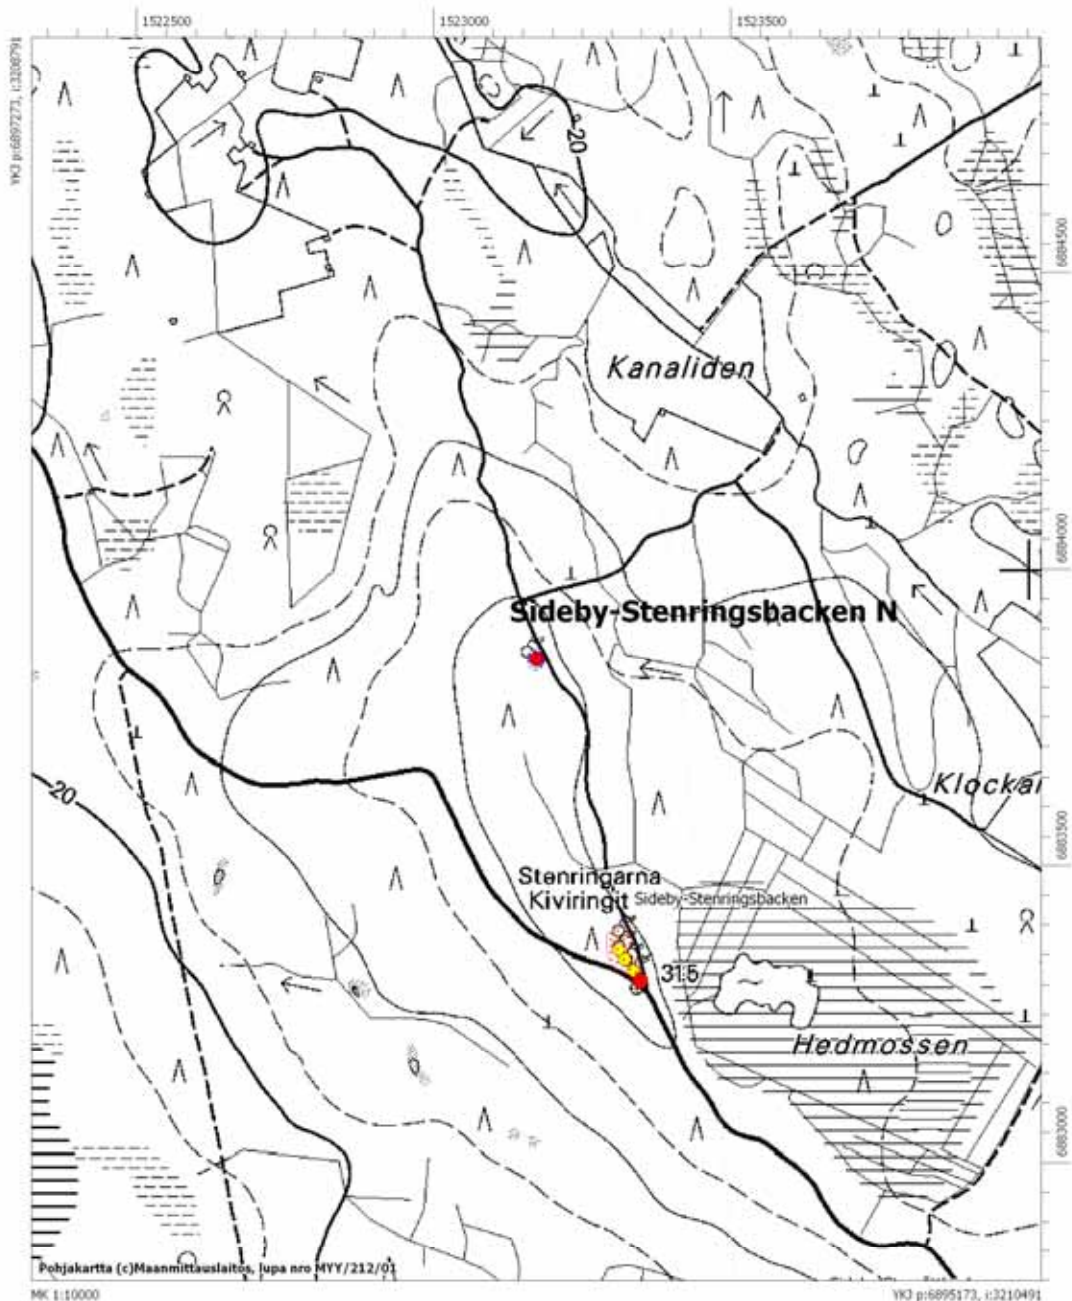 1522500 1523000 1523500
YKJ p:6897273, i:3208791
20
6884500
Kanaliden
6884000
Sideby-Stenringsbacken N
Klockar
20
6883500
Stenringarna
Kiviringit Sideby-Stenringsbacken
31.5
Hedmossen
6883000
Pohjakartta (c)Maanmittauslaitos, lupa nro MYY/212/01
MK 1:10000
YKJ p:6895173, i:3210491